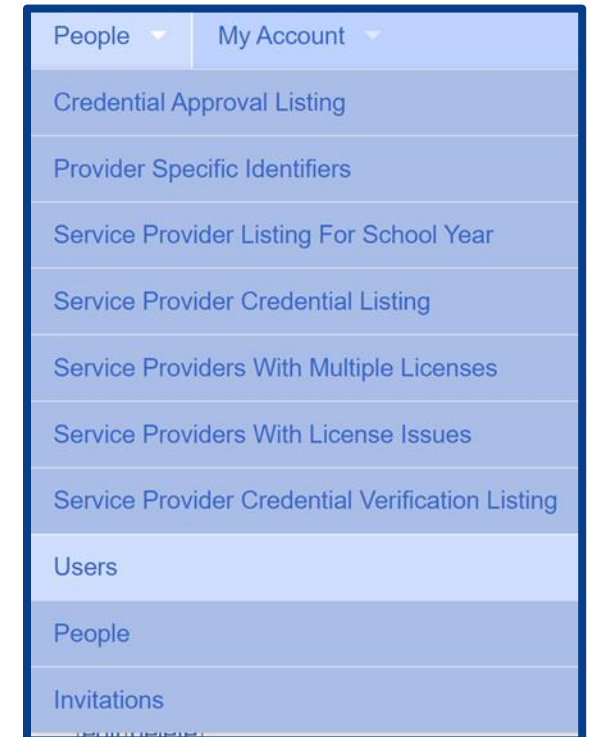 People My Account
Credential Approval Listing
Provider Specific Identifiers
Service Provider Listing For School Year
Service Provider Credential Listing
Service Providers With Multiple Licenses
Service Providers With License Issues
Service Provider Credential Verification Listing
Users
People
Invitations